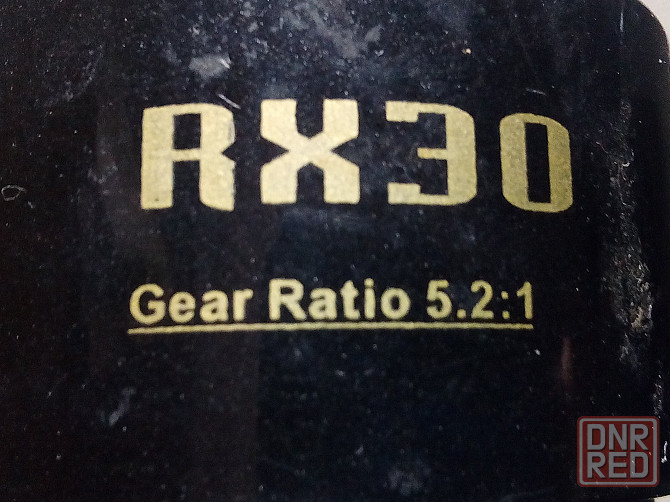 RX30
Gear Ratio 5.2:1
DNR
RED